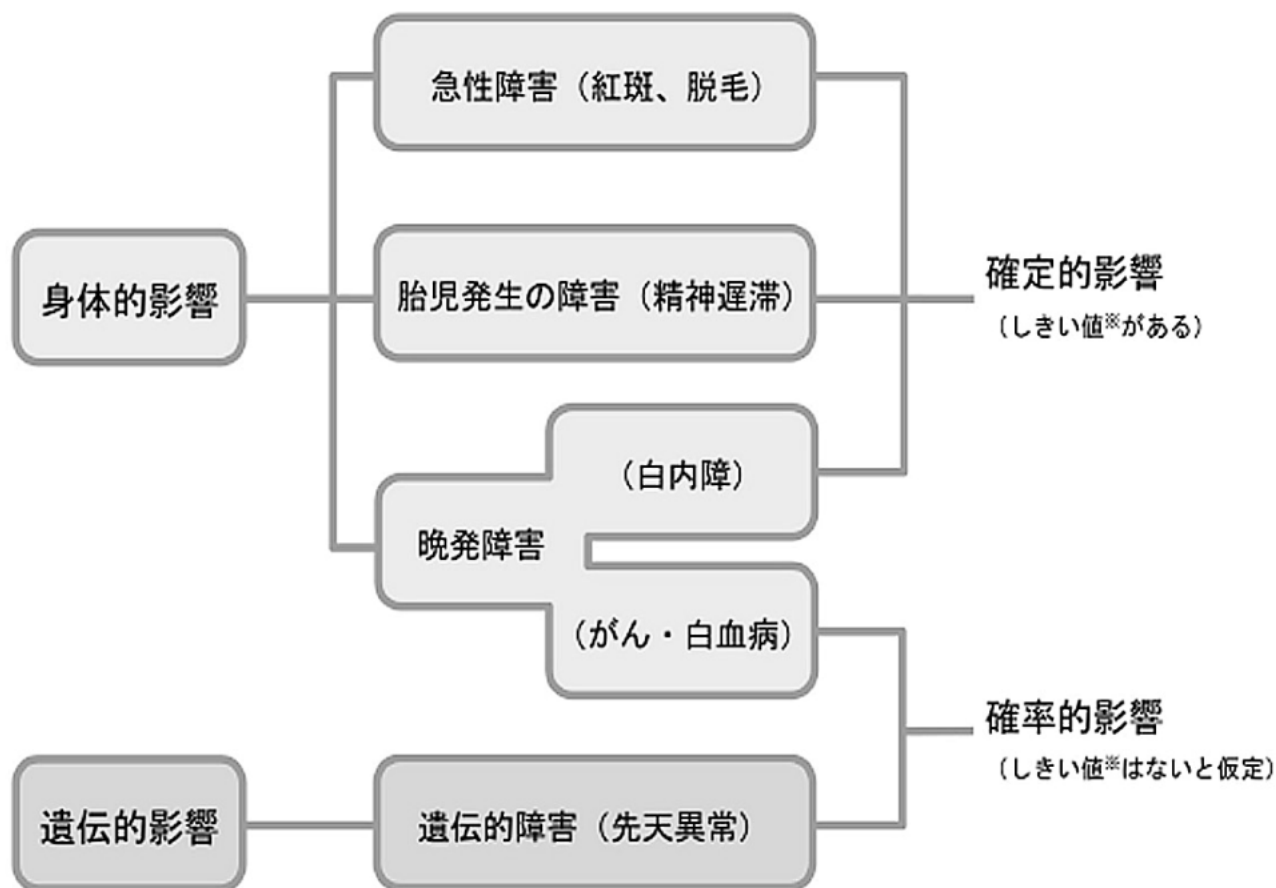 急性障害（紅斑、脱毛）
身体的影響
胎児発生の障害（精神遅滞）
確定的影響
（しきい値※がある）
（白内障）
晩発障害
（がん・白血病）
確率的影響
（しきい値※はないと仮定）
遺伝的影響
遺伝的障害（先天異常）